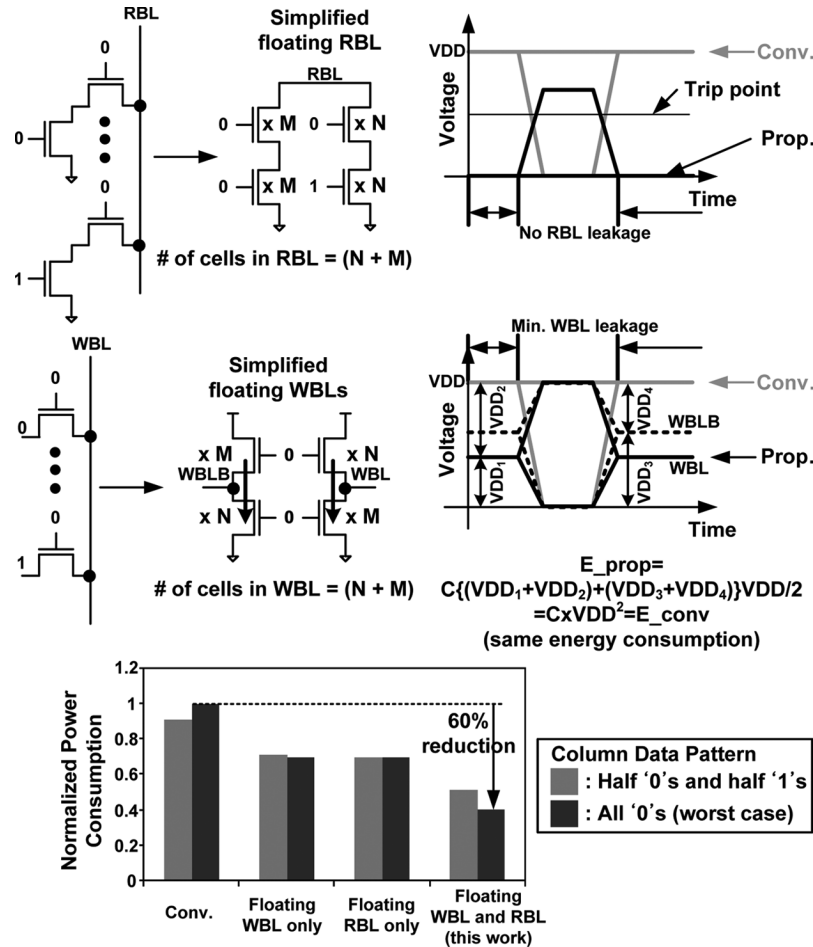 RBL
0
0
0
1
Simplified
floating RBL
RBL
0
x M
0
x N
0
x M
1
x N
# of cells in RBL = (N + M)
VDD
Conv.
Trip point
Voltage
Prop.
Time
No RBL leakage
WBL
0
0
0
1
Simplified
floating WBLs
x M
0
x N
WBLB
WBL
x N
0
x M
# of cells in WBL = (N + M)
Min. WBL leakage
VDD
Conv.
VDD₂
VDD₄
WBLB
Voltage
WBL
Prop.
VDD₁
VDD₃
Time
E_prop=
C{(VDD₁+VDD₂)+(VDD₃+VDD₄)}VDD/2
=CxVDD²=E_conv
(same energy consumption)
Normalized Power
Consumption
1.2
1
0.8
0.6
0.4
0.2
0
60%
reduction
Conv.
Floating
WBL only
Floating
RBL only
Floating
WBL and RBL
(this work)
Column Data Pattern
: Half ‘0’s and half ‘1’s
: All ‘0’s (worst case)